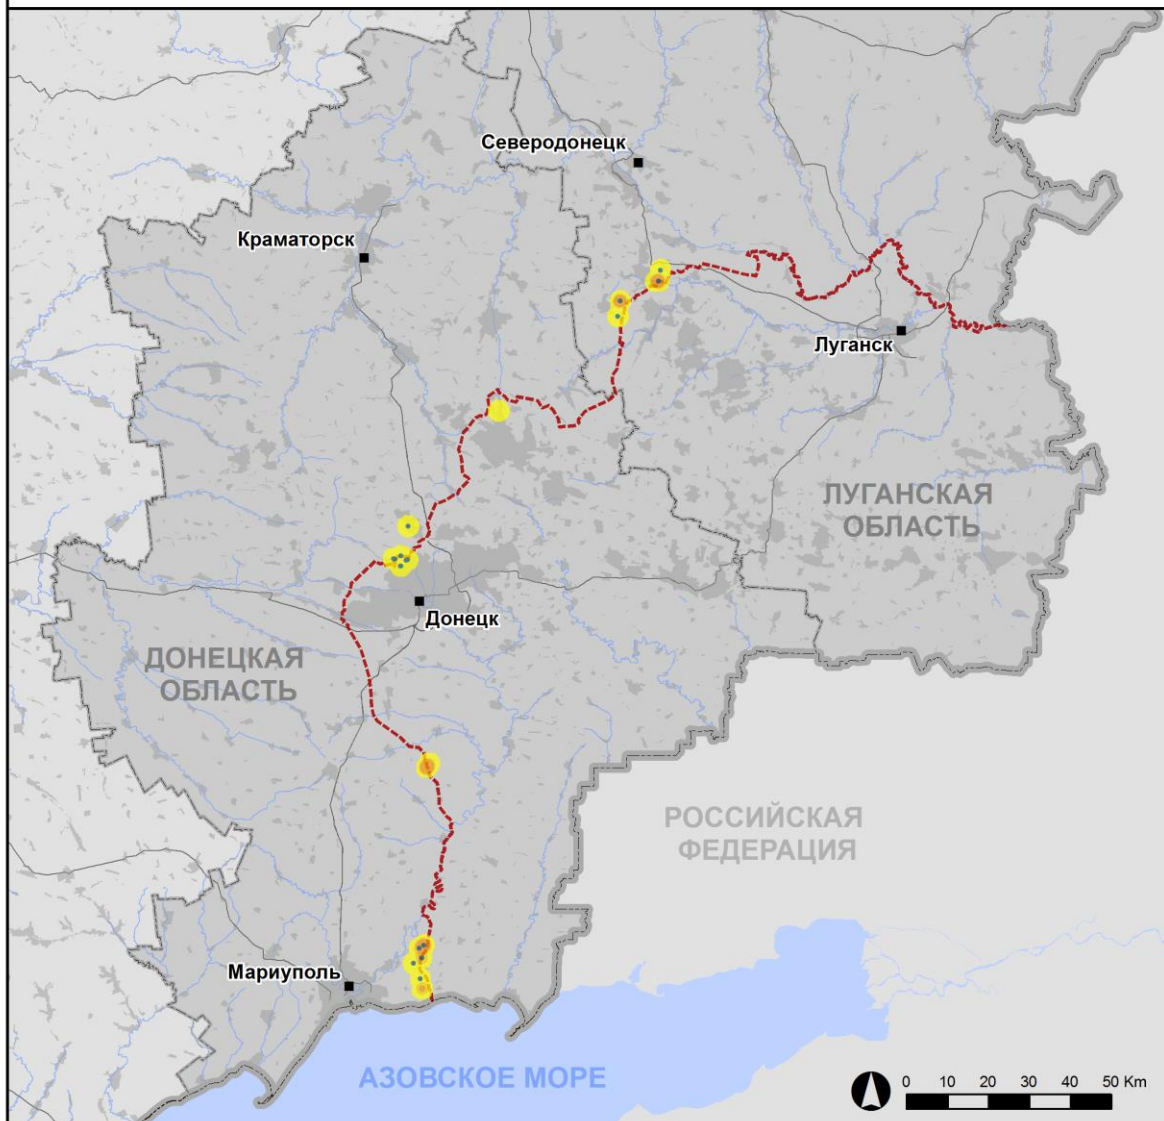 Северодонецк
Краматорск
Луганск
ЛУГАНСКАЯ
ОБЛАСТЬ
Донецк
ДОНЕЦКАЯ
ОБЛАСТЬ
РОССИЙСКАЯ
ФЕДЕРАЦИЯ
Мариуполь
АЗОВСКОЕ МОРЕ
0 10 20 30 40 50 Km